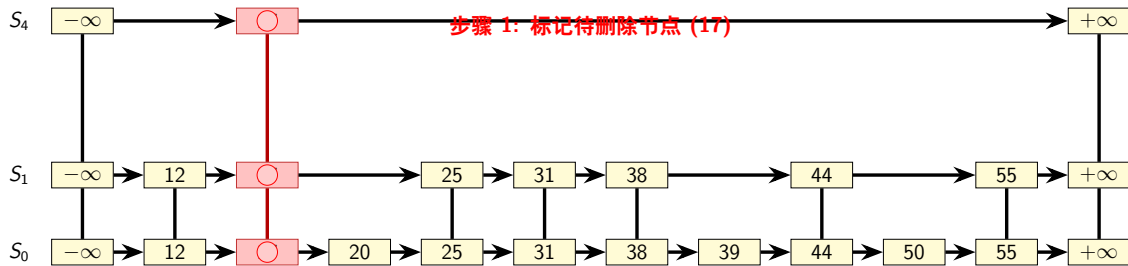 S₄ −∞ +∞
步骤 1: 标记待删除节点 (17)
S₁ −∞ 12 25 31 38 44 55 +∞
S₀ −∞ 12 20 25 31 38 39 44 50 55 +∞